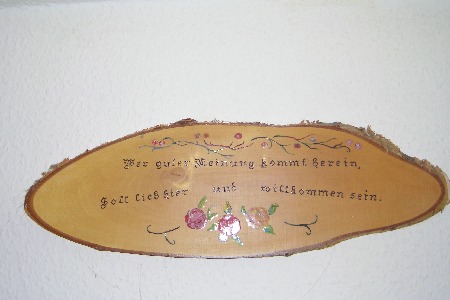 Wer guter Meinung kommt herein,
Soll lieb hier und willkommen sein.